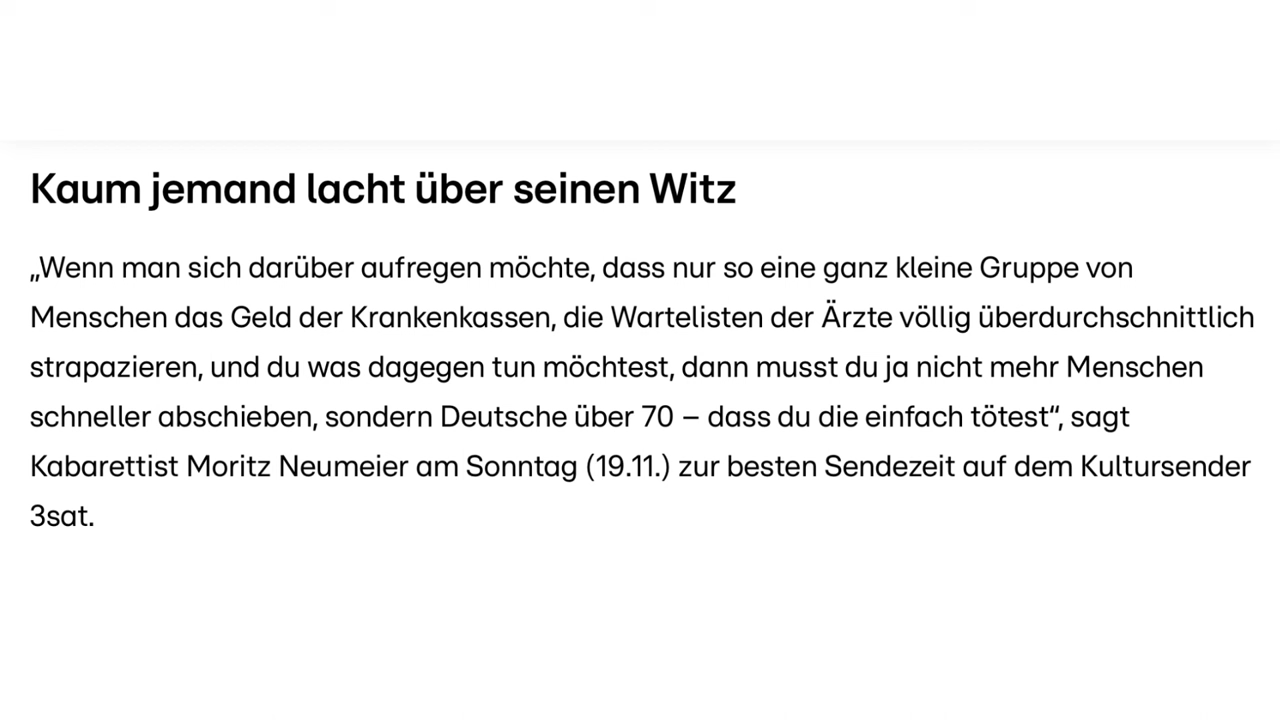 Kaum jemand lacht über seinen Witz
„Wenn man sich darüber aufregen möchte, dass nur so eine ganz kleine Gruppe von
Menschen das Geld der Krankenkassen, die Wartelisten der Ärzte völlig überdurchschnittlich
strapazieren, und du was dagegen tun möchtest, dann musst du ja nicht mehr Menschen
schneller abschieben, sondern Deutsche über 70 – dass du die einfach tötest“, sagt
Kabarettist Moritz Neumeier am Sonntag (19.11.) zur besten Sendezeit auf dem Kultursender
3sat.